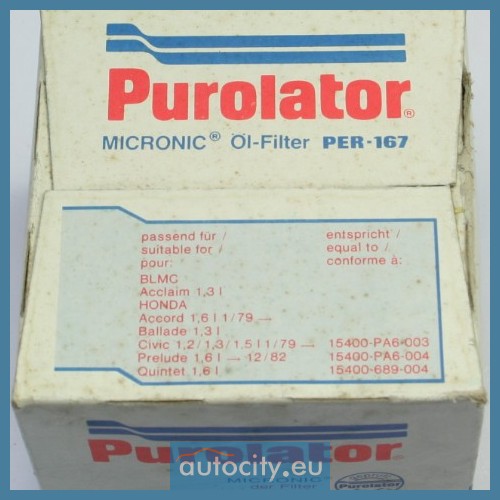 Purolator®
MICRONIC® Öl-Filter PER-167
passend für / entspricht /
suitable for / equal to /
pour: conforme à:
BLMC
Acclaim 1,3 l
HONDA
Accord 1,6 l 1/79 →
Ballade 1,3 l
Civic 1,2/1,3/1,5 l 1/79 → 15400-PA6-003
Prelude 1,6 l → 12/82 15400-PA6-004
Quintet 1,6 l 15400-689-004
Purolator
autocity.eu
MICRONIC
der Filter
Purolator